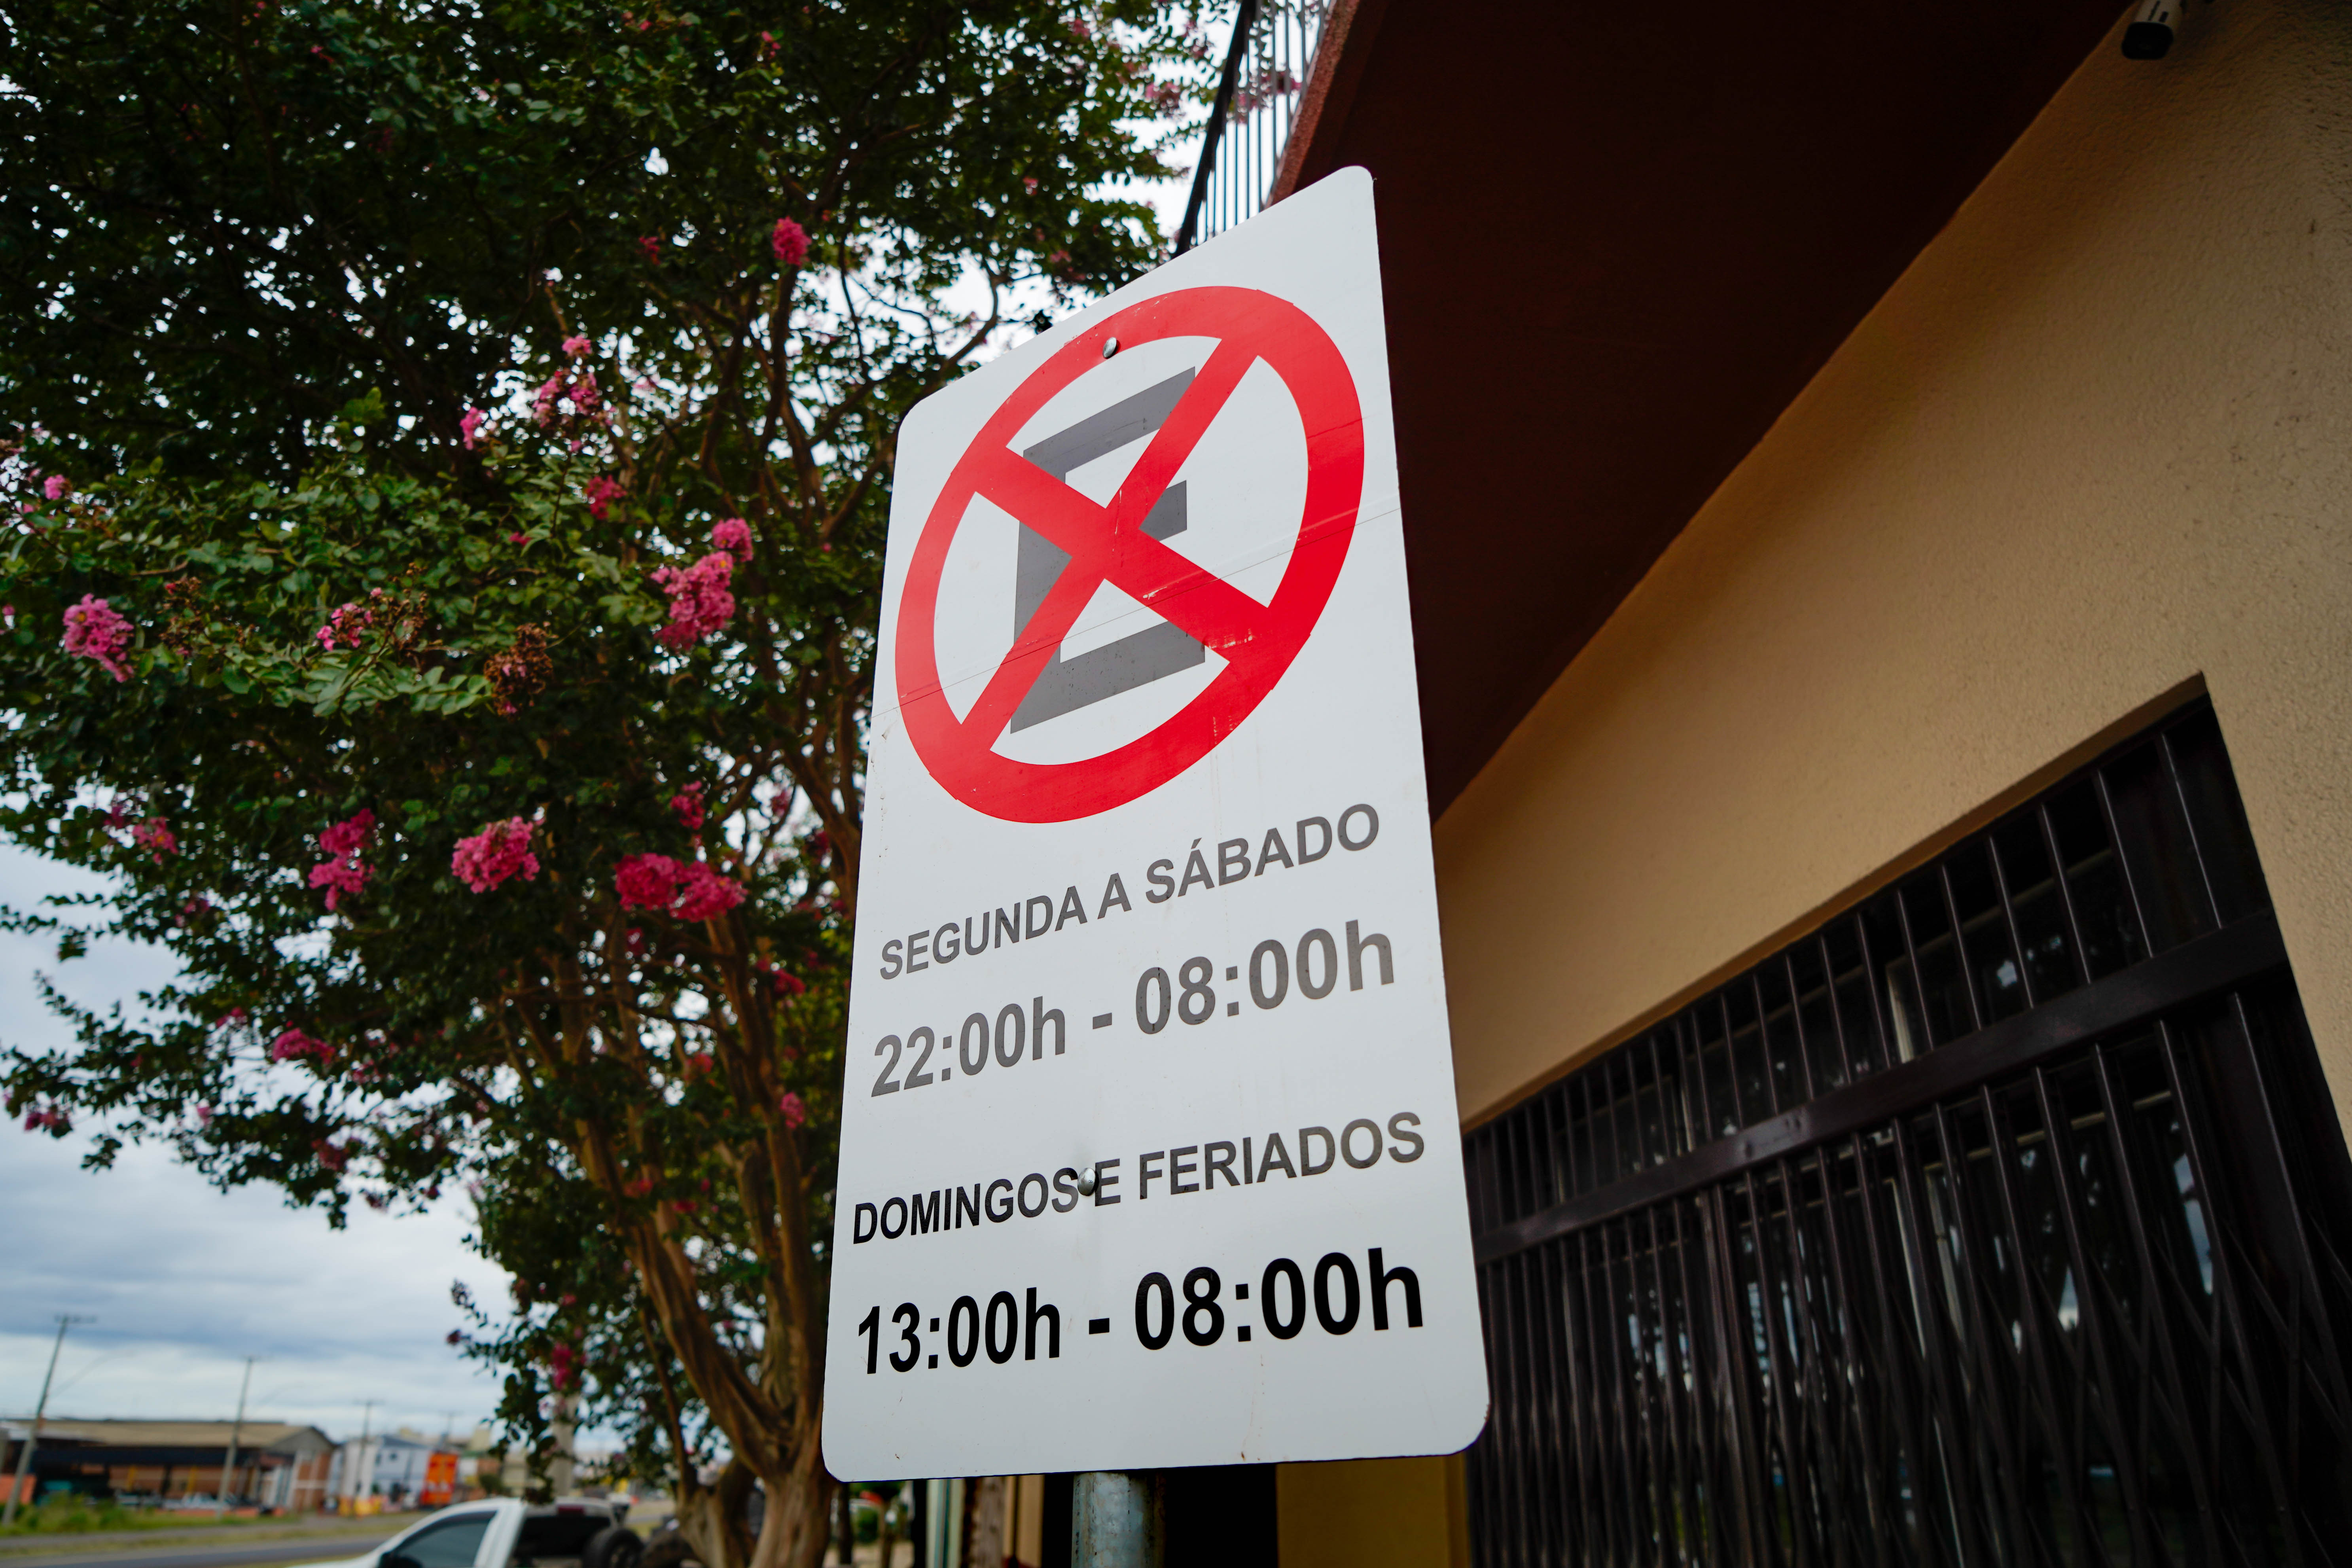 E
SEGUNDA A SÁBADO
22:00h - 08:00h
DOMINGOS E FERIADOS
13:00h - 08:00h